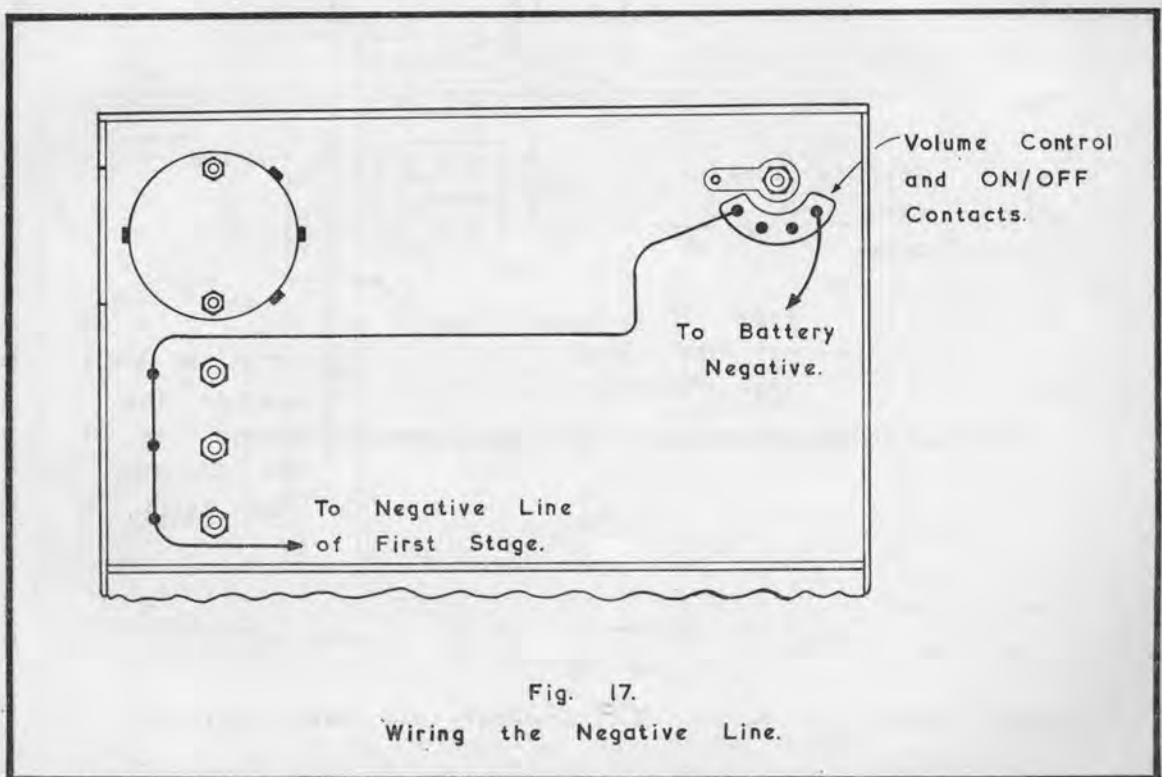 Volume Control
and ON/OFF
Contacts.
To Battery
Negative.
To Negative Line
of First Stage.
Fig. 17.
Wiring the Negative Line.